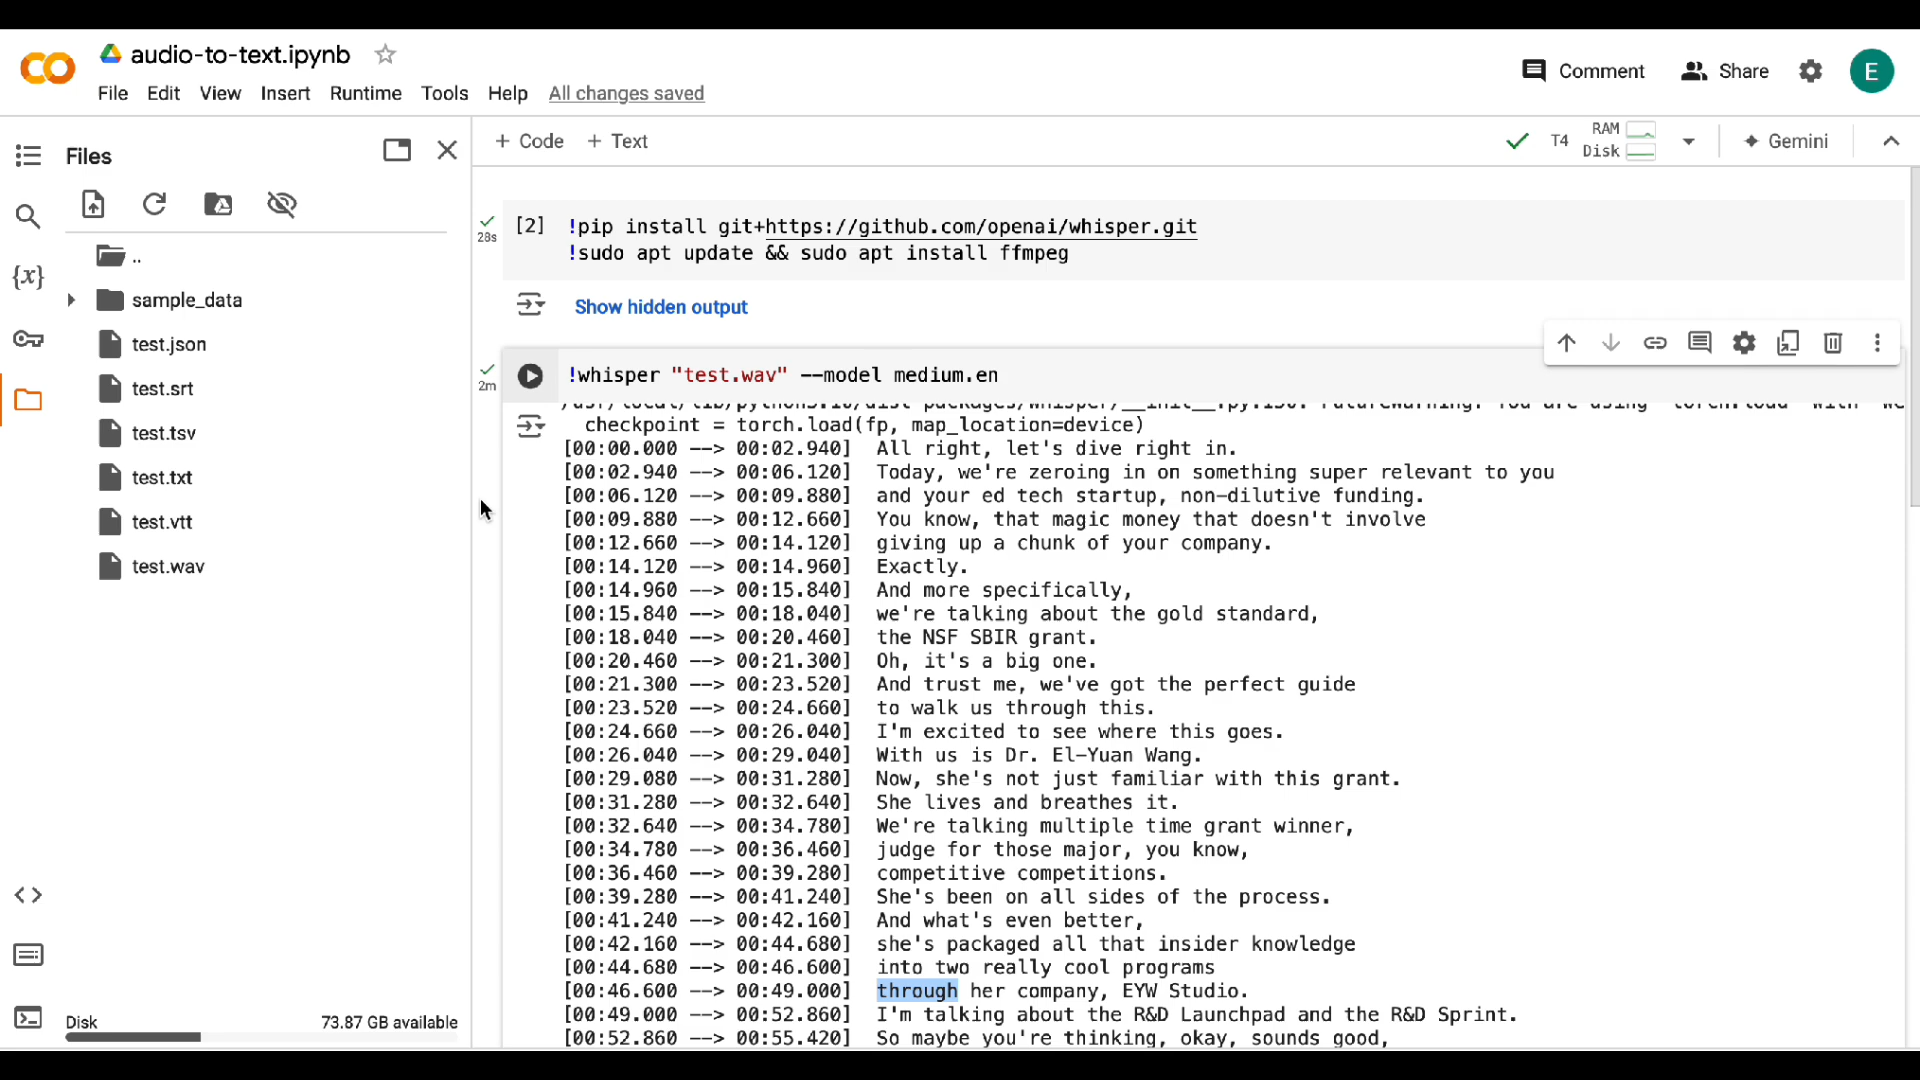 audio-to-text.ipynb
File Edit View Insert Runtime Tools Help All changes saved
Comment
Share
E
Files
..
sample_data
test.json
test.srt
test.tsv
test.txt
test.vtt
test.wav
Disk 73.87 GB available
+ Code + Text
T4
RAM
Disk
Gemini
28s
[2]
!pip install git+https://github.com/openai/whisper.git
!sudo apt update && sudo apt install ffmpeg
Show hidden output
2m
!whisper "test.wav" --model medium.en
checkpoint = torch.load(fp, map_location=device)
[00:00.000 --> 00:02.940] All right, let's dive right in.
[00:02.940 --> 00:06.120] Today, we're zeroing in on something super relevant to you
[00:06.120 --> 00:09.880] and your ed tech startup, non-dilutive funding.
[00:09.880 --> 00:12.660] You know, that magic money that doesn't involve
[00:12.660 --> 00:14.120] giving up a chunk of your company.
[00:14.120 --> 00:14.960] Exactly.
[00:14.960 --> 00:15.840] And more specifically,
[00:15.840 --> 00:18.040] we're talking about the gold standard,
[00:18.040 --> 00:20.460] the NSF SBIR grant.
[00:20.460 --> 00:21.300] Oh, it's a big one.
[00:21.300 --> 00:23.520] And trust me, we've got the perfect guide
[00:23.520 --> 00:24.660] to walk us through this.
[00:24.660 --> 00:26.040] I'm excited to see where this goes.
[00:26.040 --> 00:29.040] With us is Dr. El-Yuan Wang.
[00:29.080 --> 00:31.280] Now, she's not just familiar with this grant.
[00:31.280 --> 00:32.640] She lives and breathes it.
[00:32.640 --> 00:34.780] We're talking multiple time grant winner,
[00:34.780 --> 00:36.460] judge for those major, you know,
[00:36.460 --> 00:39.280] competitive competitions.
[00:39.280 --> 00:41.240] She's been on all sides of the process.
[00:41.240 --> 00:42.160] And what's even better,
[00:42.160 --> 00:44.680] she's packaged all that insider knowledge
[00:44.680 --> 00:46.600] into two really cool programs
[00:46.600 --> 00:49.000] through her company, EYW Studio.
[00:49.000 --> 00:52.860] I'm talking about the R&D Launchpad and the R&D Sprint.
[00:52.860 --> 00:55.420] So maybe you're thinking, okay, sounds good,